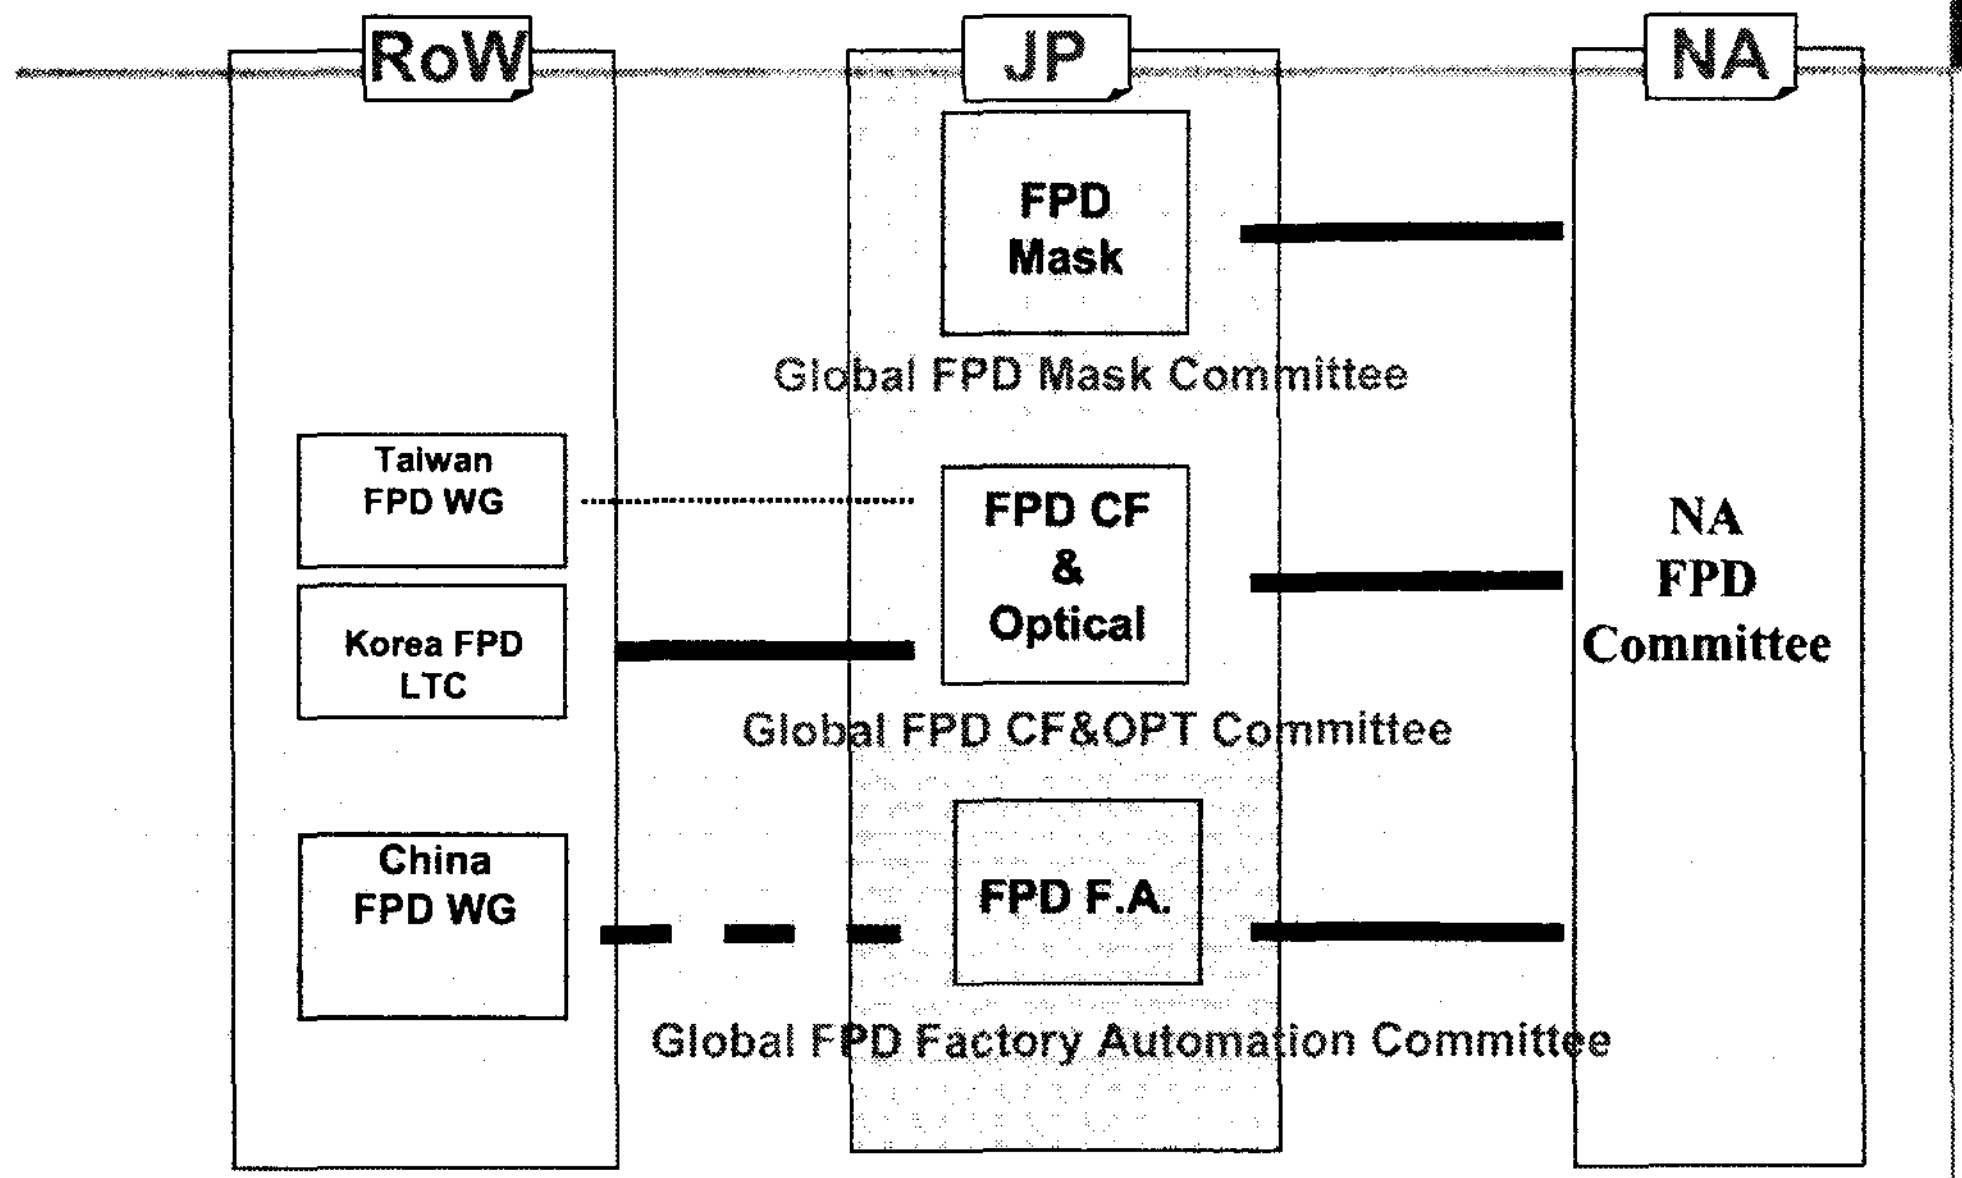 RoW
JP
NA
FPD
Mask
Global FPD Mask Committee
Taiwan
FPD WG
Korea FPD
LTC
FPD CF
&
Optical
NA
FPD
Committee
Global FPD CF&OPT Committee
China
FPD WG
FPD F.A.
Global FPD Factory Automation Committee